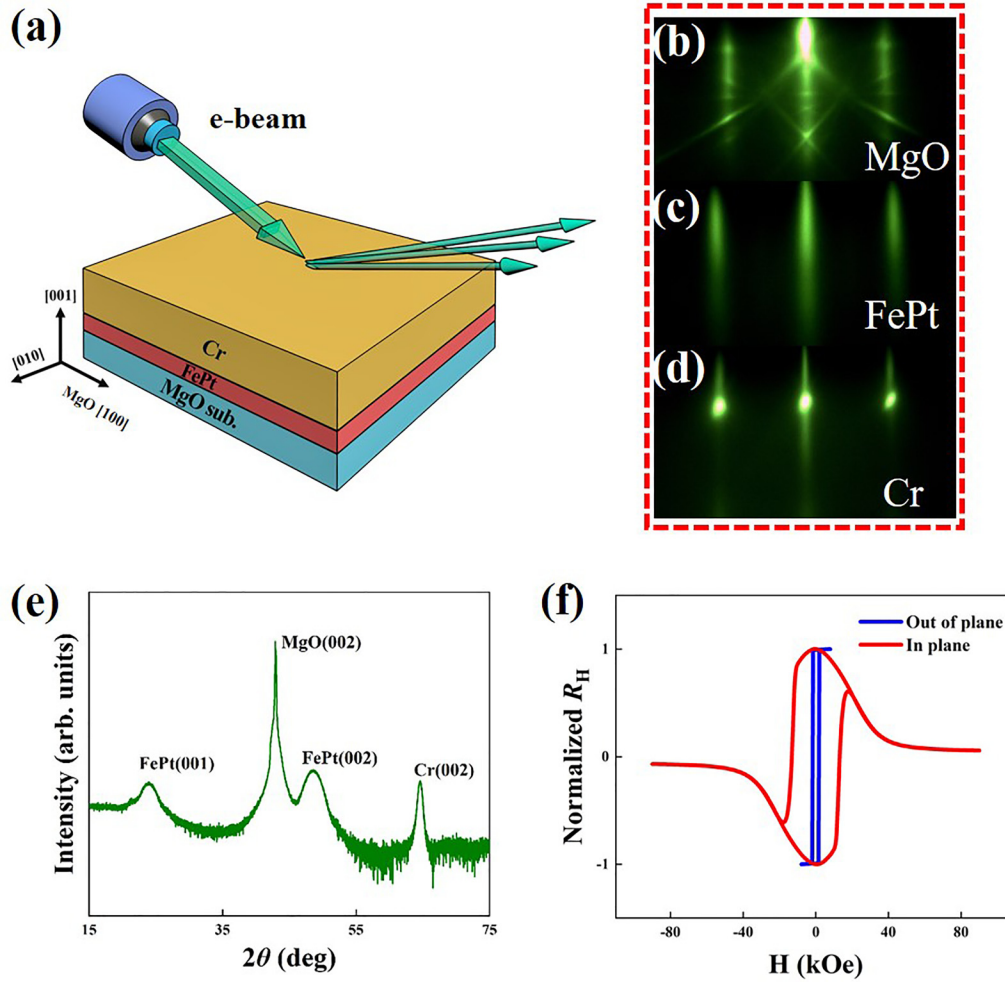 (a)
e-beam
[001]
[010]
MgO [100]
Cr
FePt
MgO sub.
(b)
MgO
(c)
FePt
(d)
Cr
(e)
Intensity (arb. units)
FePt(001)
MgO(002)
FePt(002)
Cr(002)
15
35
55
75
2θ (deg)
(f)
Normalized RH
Out of plane
In plane
1
0
-1
-80
-40
0
40
80
H (kOe)